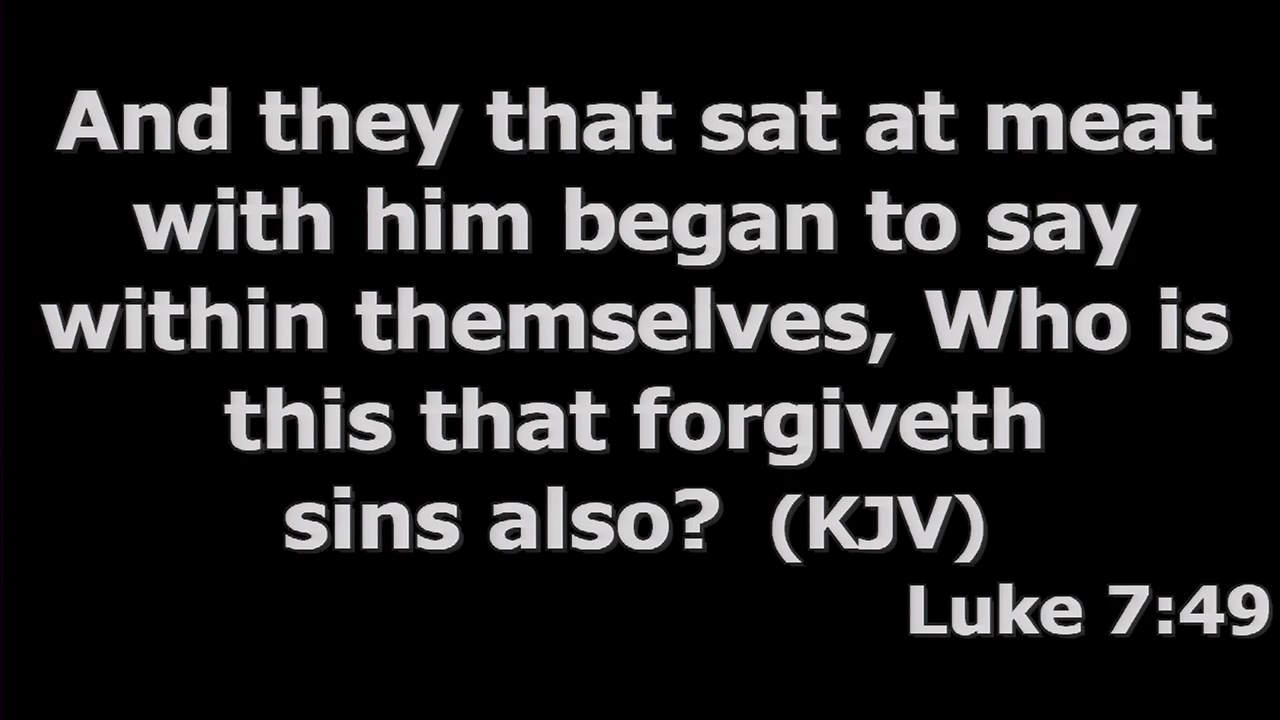 And they that sat at meat
with him began to say
within themselves, Who is
this that forgiveth
sins also?  (KJV)
Luke 7:49